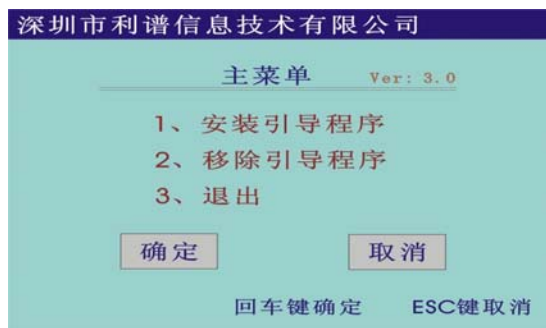 深圳市利谱信息技术有限公司
主菜单 Ver: 3.0
1、安装引导程序
2、移除引导程序
3、退出
确定 取消
回车键确定 ESC键取消